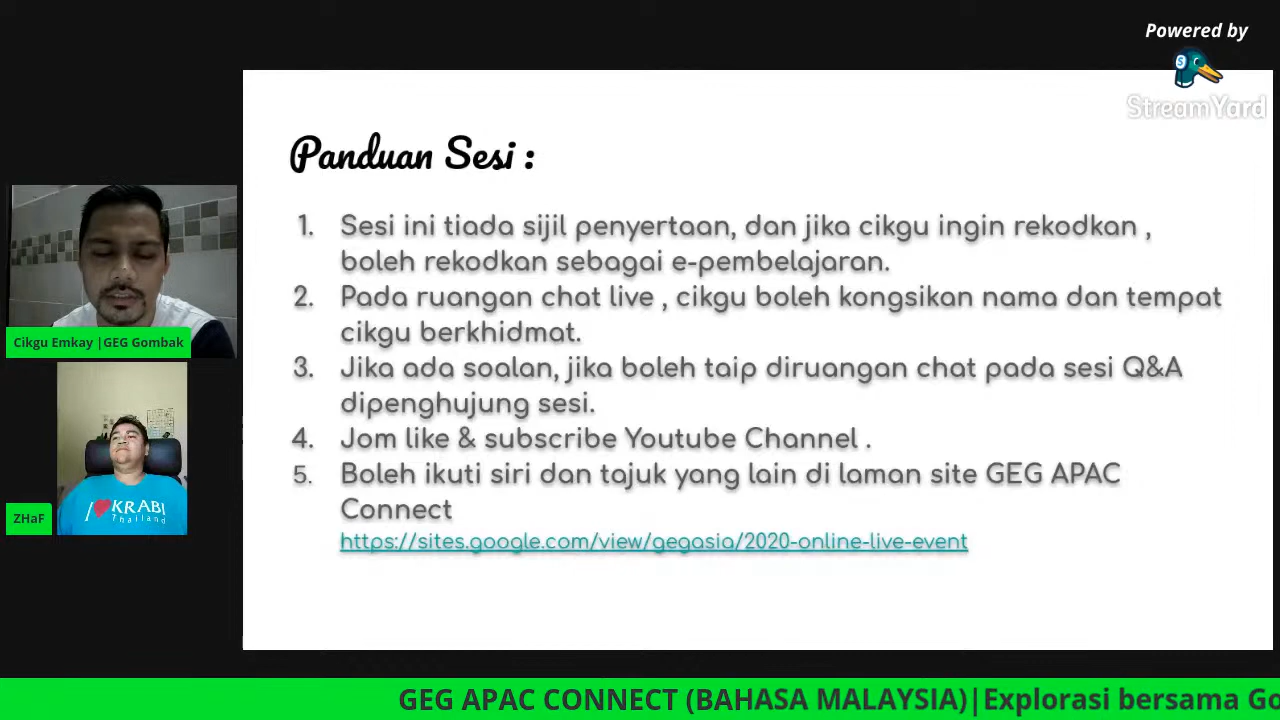 Powered by
StreamYard
Panduan Sesi :
1. Sesi ini tiada sijil penyertaan, dan jika cikgu ingin rekodkan ,
boleh rekodkan sebagai e-pembelajaran.
2. Pada ruangan chat live , cikgu boleh kongsikan nama dan tempat
cikgu berkhidmat.
3. Jika ada soalan, jika boleh taip diruangan chat pada sesi Q&A
dipenghujung sesi.
4. Jom like & subscribe Youtube Channel .
5. Boleh ikuti siri dan tajuk yang lain di laman site GEG APAC
Connect
https://sites.google.com/view/gegasia/2020-online-live-event
Cikgu Emkay |GEG Gombak
I ❤ KRABI
Thailand
ZHaF
GEG APAC CONNECT (BAHASA MALAYSIA)|Explorasi bersama Go